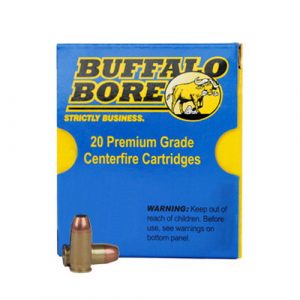 BUFFALO
BORE
STRICTLY BUSINESS.
20 Premium Grade
Centerfire Cartridges
WARNING: Keep out of
reach of children. Before
use, see warnings on
bottom panel.